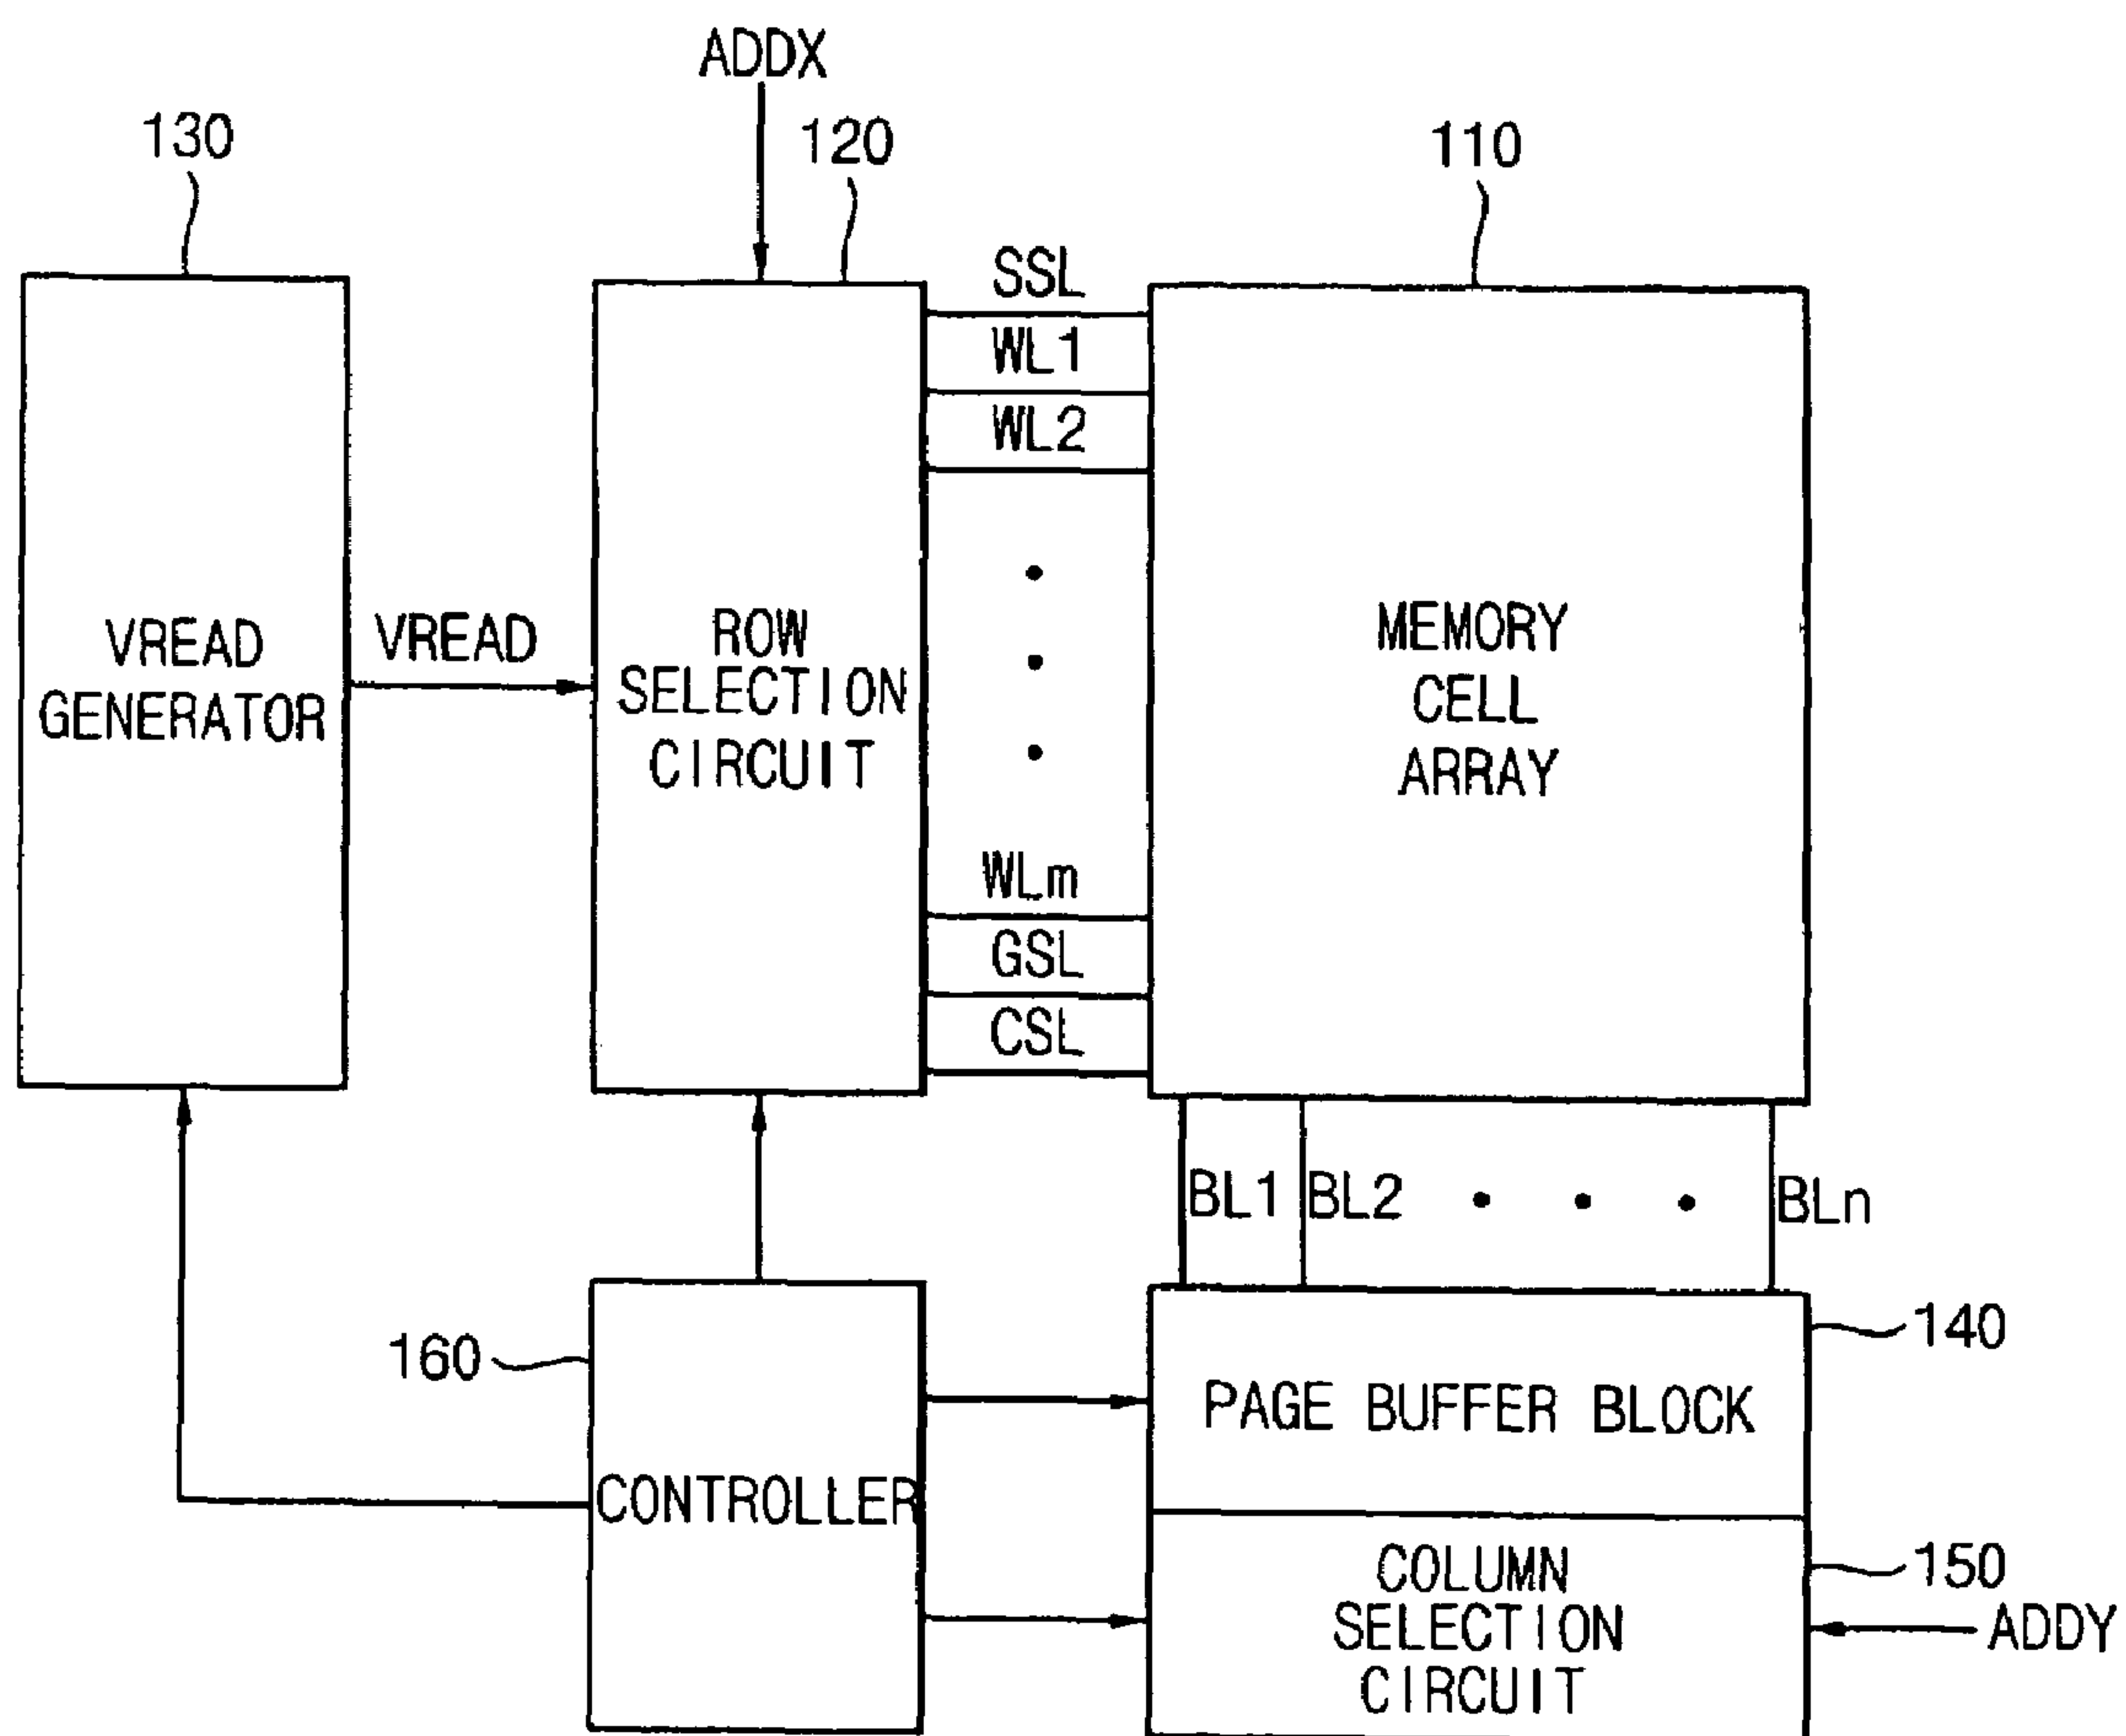 ADDX
130
120
110
SSL
WL1
WL2
VREAD
GENERATOR
VREAD
ROW
SELECTION
CIRCUIT
MEMORY
CELL
ARRAY
WLm
GSL
CSL
BL1
BL2
BLn
160
140
PAGE BUFFER BLOCK
CONTROLLER
COLUMN
SELECTION
CIRCUIT
150
ADDY